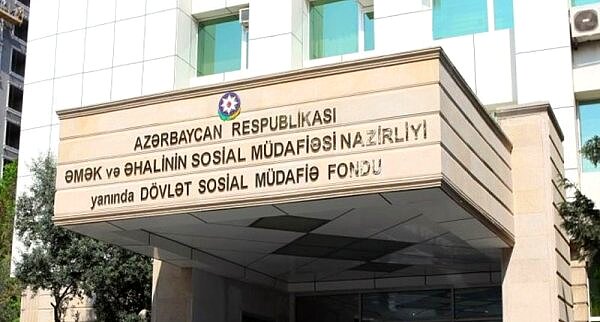 AZƏRBAYCAN RESPUBLİKASI
ƏMƏK və ƏHALİNİN SOSİAL MÜDAFİƏSİ NAZİRLİYİ
yanında DÖVLƏT SOSİAL MÜDAFİƏ FONDU